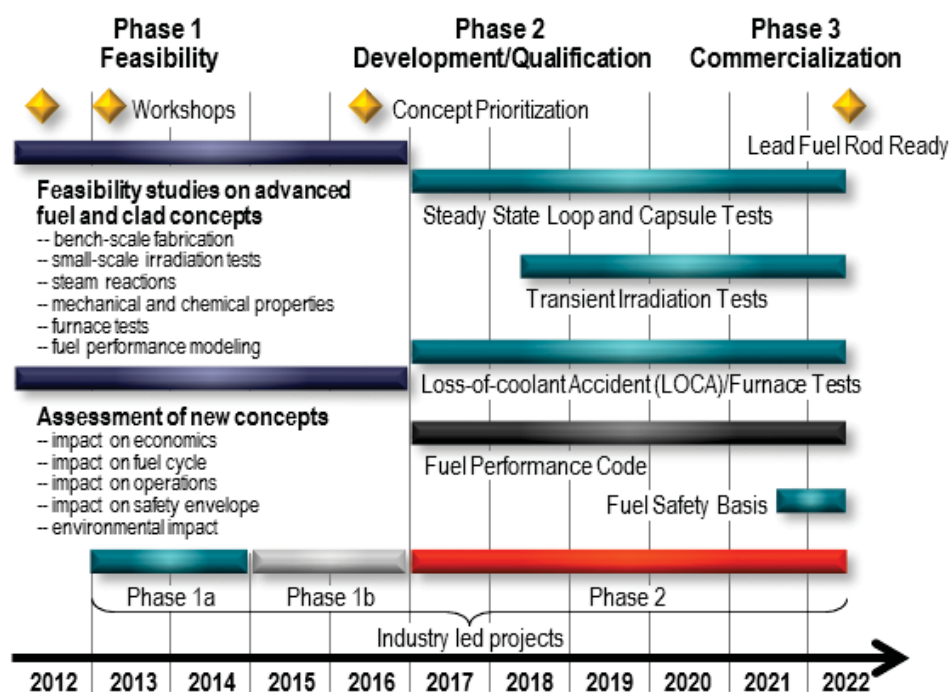 Phase 1
Feasibility
Phase 2
Development/Qualification
Phase 3
Commercialization
Workshops
Concept Prioritization
Lead Fuel Rod Ready
Feasibility studies on advanced
fuel and clad concepts
-- bench-scale fabrication
-- small-scale irradiation tests
-- steam reactions
-- mechanical and chemical properties
-- furnace tests
-- fuel performance modeling
Steady State Loop and Capsule Tests
Transient Irradiation Tests
Loss-of-coolant Accident (LOCA)/Furnace Tests
Assessment of new concepts
-- impact on economics
-- impact on fuel cycle
-- impact on operations
-- impact on safety envelope
-- environmental impact
Fuel Performance Code
Fuel Safety Basis
Phase 1a
Phase 1b
Phase 2
Industry led projects
2012 2013 2014 2015 2016 2017 2018 2019 2020 2021 2022